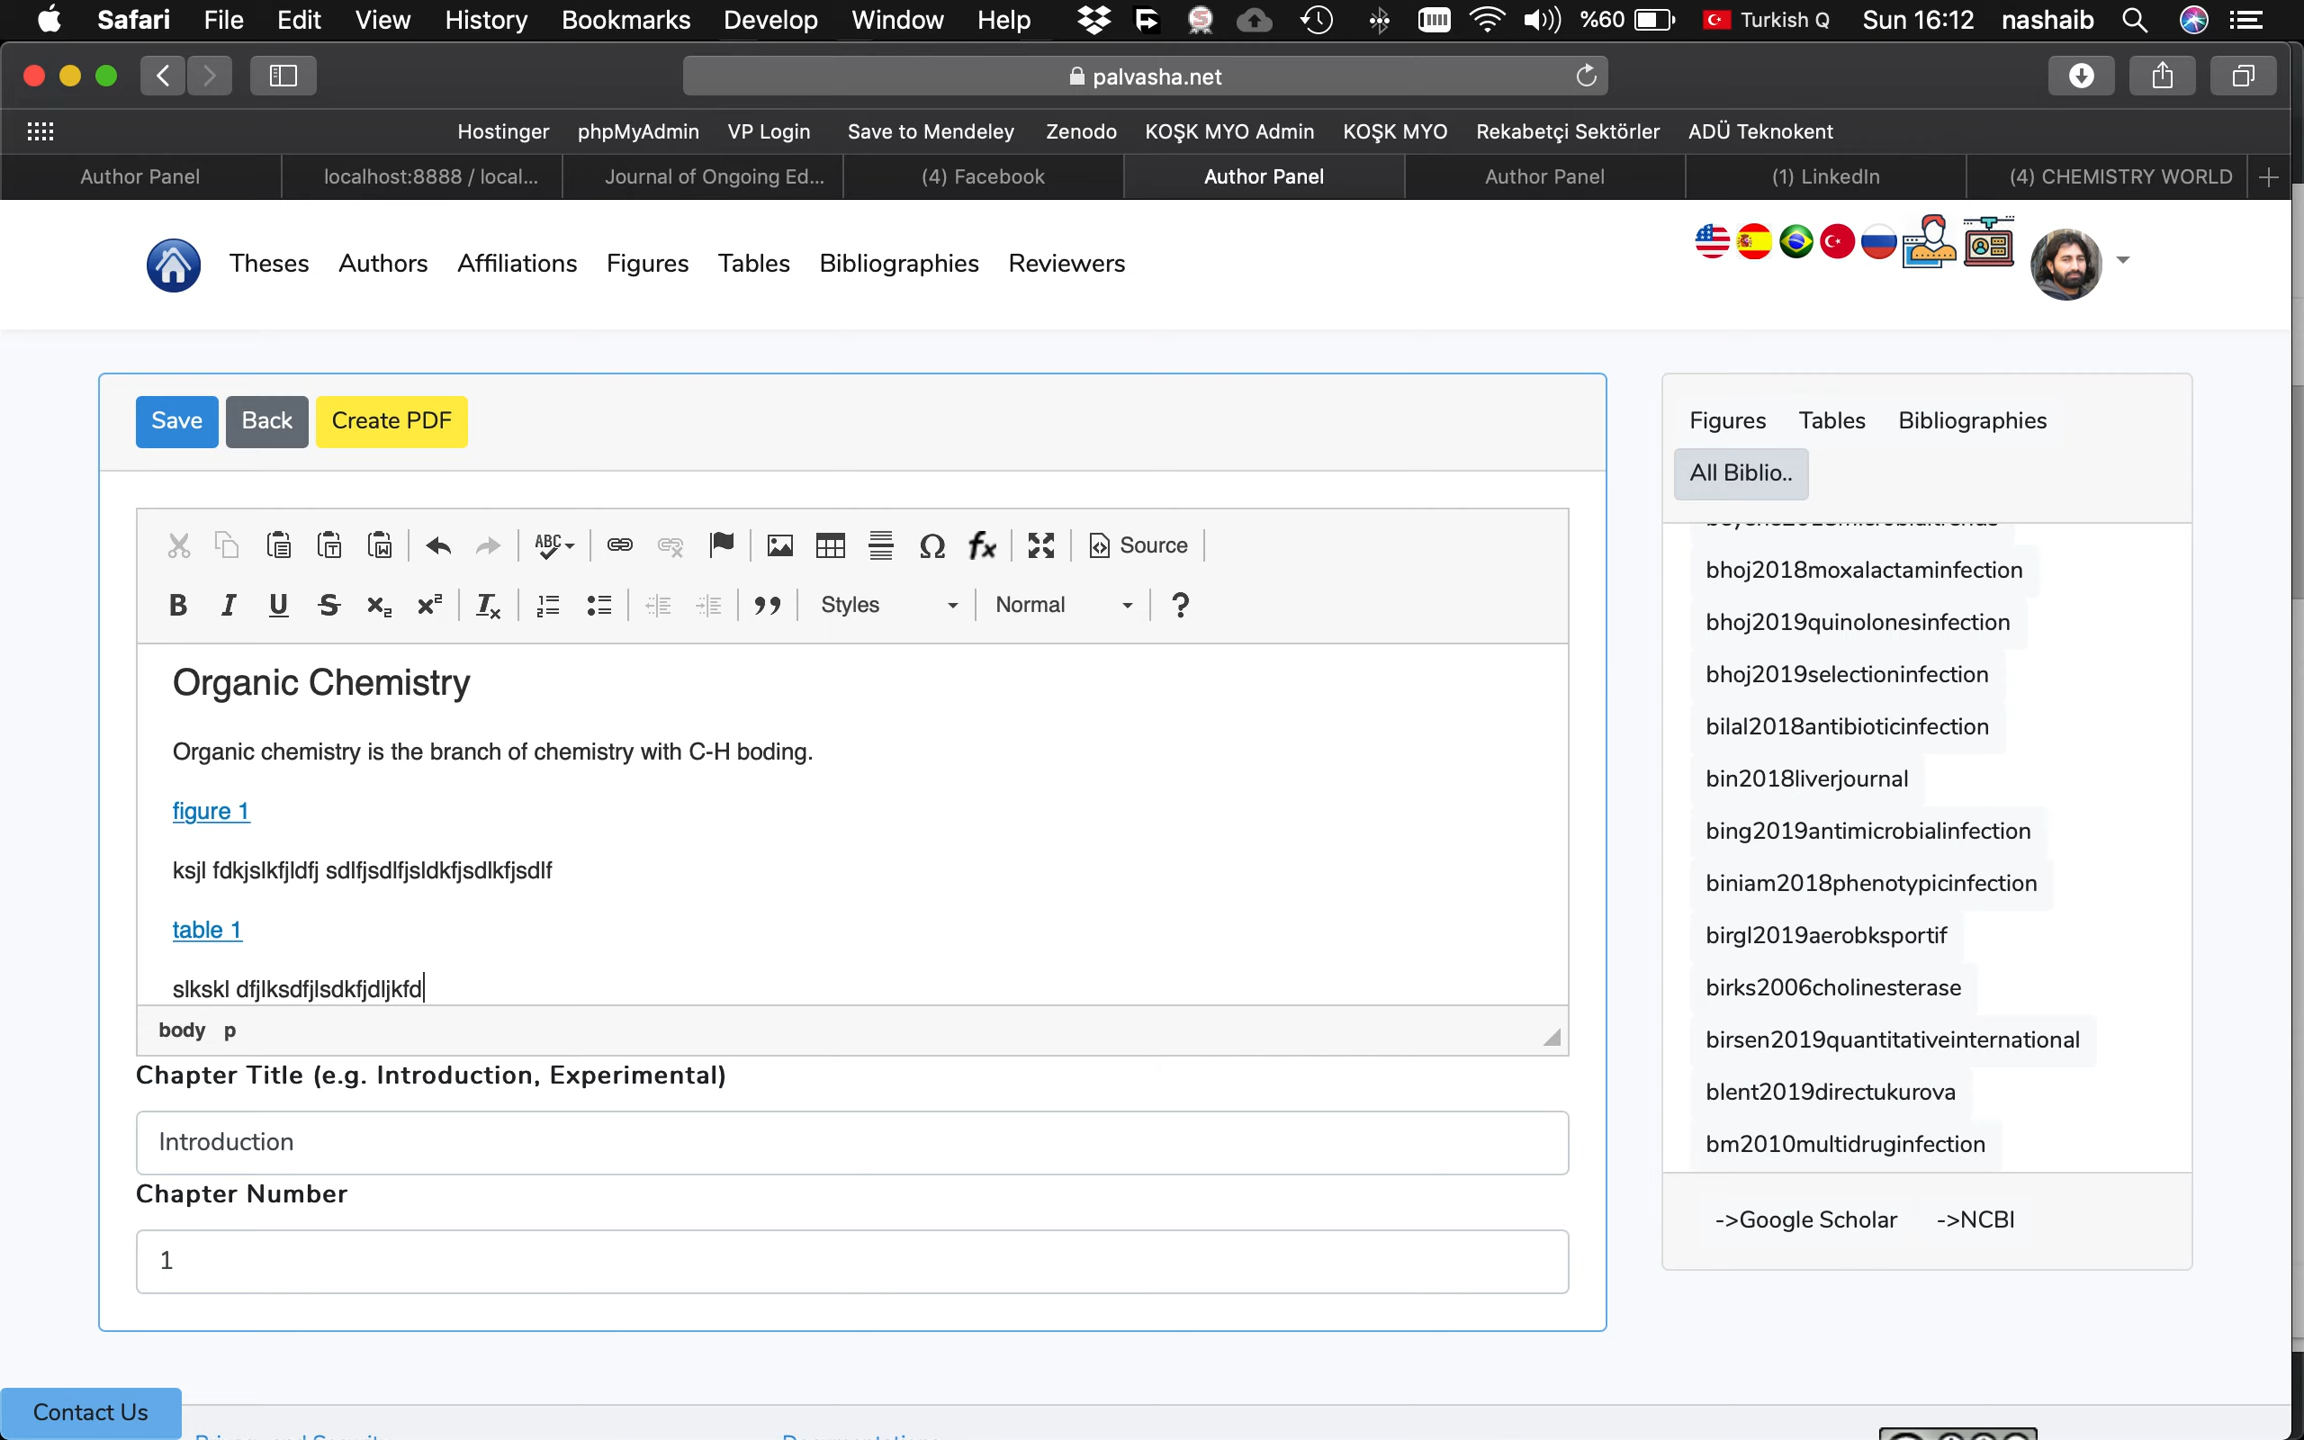 Safari File Edit View History Bookmarks Develop Window Help %60 Turkish Q Sun 16:12 nashaib
palvasha.net
Hostinger phpMyAdmin VP Login Save to Mendeley Zenodo KOŞK MYO Admin KOŞK MYO Rekabetçi Sektörler ADÜ Teknokent
Author Panel localhost:8888 / local... Journal of Ongoing Ed... (4) Facebook Author Panel Author Panel (1) LinkedIn (4) CHEMISTRY WORLD
Theses Authors Affiliations Figures Tables Bibliographies Reviewers
Save Back Create PDF
Figures Tables Bibliographies
All Biblio..
ABC Ω fx Source
B I U S x₂ x² Tx Styles Normal ?
Organic Chemistry
Organic chemistry is the branch of chemistry with C-H boding.
figure 1
ksjl fdkjslkfjldfj sdlfjsdlfjsldkfjsdlkfjsdlf
table 1
slkskl dfjlksdfjlsdkfjdljkfd
body p
Chapter Title (e.g. Introduction, Experimental)
Introduction
Chapter Number
1
bhoj2018moxalactaminfection
bhoj2019quinolonesinfection
bhoj2019selectioninfection
bilal2018antibioticinfection
bin2018liverjournal
bing2019antimicrobialinfection
biniam2018phenotypicinfection
birgl2019aerobksportif
birks2006cholinesterase
birsen2019quantitativeinternational
blent2019directukurova
bm2010multidruginfection
->Google Scholar ->NCBI
Contact Us